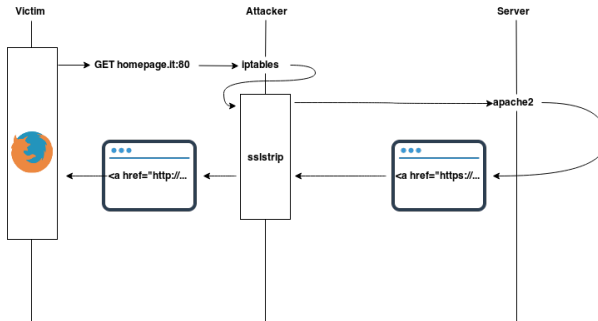 Victim
Attacker
Server
GET homepage.it:80
iptables
apache2
sslstrip
<a href="http://...
<a href="https://...